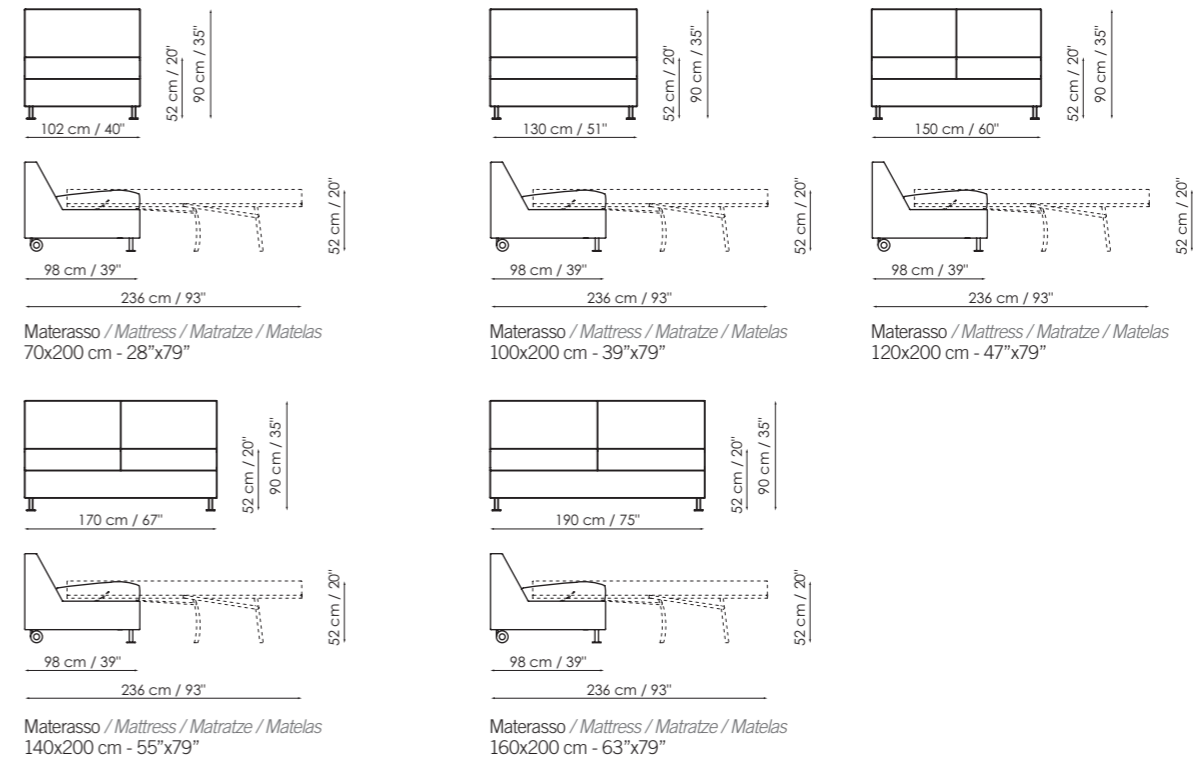 52 cm / 20"
90 cm / 35"
102 cm / 40"
52 cm / 20"
98 cm / 39"
236 cm / 93"
Materasso / Mattress / Matratze / Matelas
70x200 cm - 28”x79”
52 cm / 20"
90 cm / 35"
130 cm / 51"
52 cm / 20"
98 cm / 39"
236 cm / 93"
Materasso / Mattress / Matratze / Matelas
100x200 cm - 39”x79”
52 cm / 20"
90 cm / 35"
150 cm / 60"
52 cm / 20"
98 cm / 39"
236 cm / 93"
Materasso / Mattress / Matratze / Matelas
120x200 cm - 47”x79”
52 cm / 20"
90 cm / 35"
170 cm / 67"
52 cm / 20"
98 cm / 39"
236 cm / 93"
Materasso / Mattress / Matratze / Matelas
140x200 cm - 55”x79”
52 cm / 20"
90 cm / 35"
190 cm / 75"
52 cm / 20"
98 cm / 39"
236 cm / 93"
Materasso / Mattress / Matratze / Matelas
160x200 cm - 63”x79”